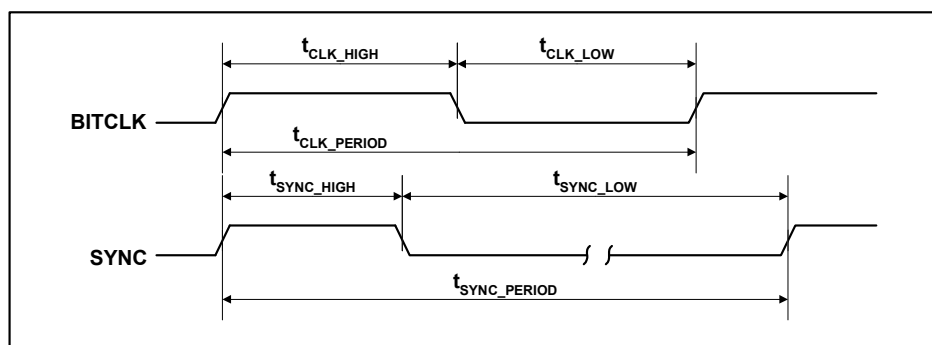 tCLK_HIGH
tCLK_LOW
BITCLK
tCLK_PERIOD
tSYNC_HIGH
tSYNC_LOW
SYNC
tSYNC_PERIOD